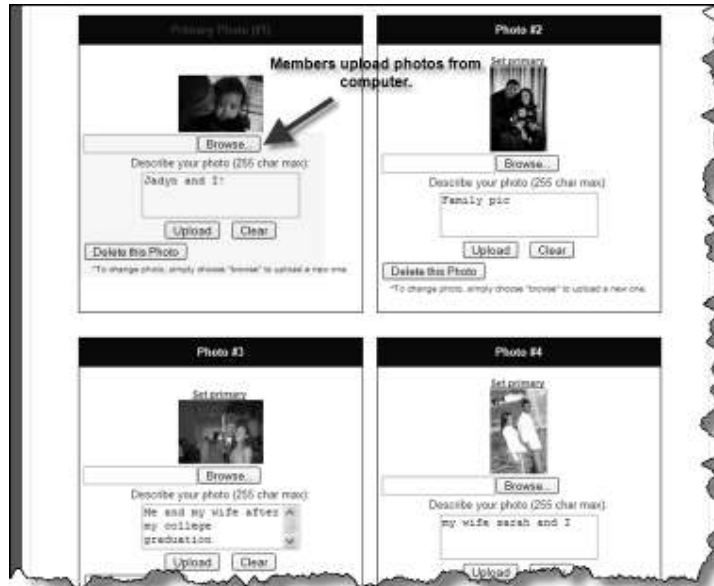 Primary Photo (#1)
Members upload photos from
computer.
Browse...
Describe your photo (255 char max):
Jadyn and I!
Upload Clear
Delete this Photo
*To change photo, simply choose "browse" to upload a new one.
Photo #2
Set primary
Browse...
Describe your photo (255 char max):
Family pic
Upload Clear
Delete this Photo
*To change photo, simply choose "browse" to upload a new one.
Photo #3
Set primary
Browse...
Describe your photo (255 char max):
Me and my wife after
my college
graduation
Upload Clear
Photo #4
Set primary
Browse...
Describe your photo (255 char max):
my wife sarah and I
Upload Clear